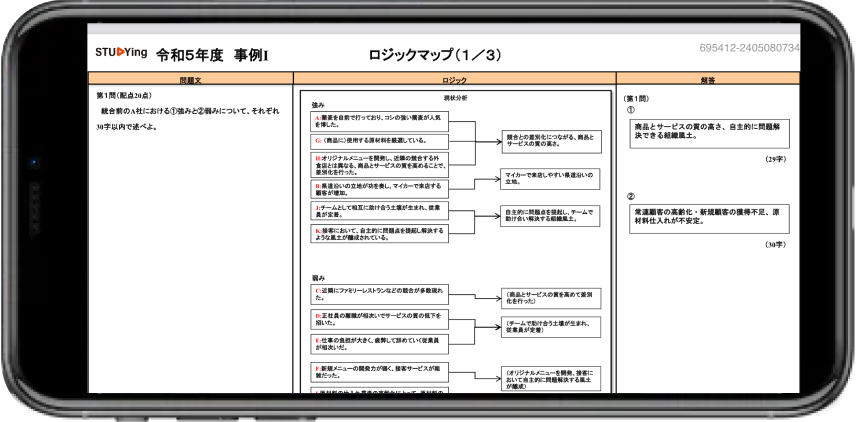 STUDYing 令和5年度 事例I
ロジックマップ(1/3)
695412-2405080734
問題文
ロジック
解答
第1問(配点20点)
統合前のA社における①強みと②弱みについて、それぞれ
30字以内で述べよ。
現状分析
強み
A:蕎麦を自前で打っており、コシの強い蕎麦が人気
を博した。
G:(商品に)使用する原材料を厳選している。
H:オリジナルメニューを開発し、近隣の競合する外
食店とは異なる、商品とサービスの質を高めることで、
差別化を行った。
B:県道沿いの立地が功を奏し、マイカーで来店する
顧客が増加。
J:チームとして相互に助け合う土壌が生まれ、従業
員が定着。
K:接客において、自主的に問題点を提起し解決する
ような風土が醸成されている。
競合との差別化につながる、商品と
サービスの質の高さ。
マイカーで来店しやすい県道沿いの
立地。
自主的に問題点を提起し、チームで
助け合い解決する組織風土。
弱み
C:近隣にファミリーレストランなどの競合が多数現れ
た。
D:正社員の離職が相次いでサービスの質の低下を
招いた。
E:仕事の負担が大きく、疲弊して辞めていく従業員
が相次いだ。
F:新規メニューの開発力が弱く、接客サービスが粗
雑だった。
(商品とサービスの質を高めて差別
化を行った)
(チームで助け合う土壌が生まれ、
従業員が定着)
(オリジナルメニューを開発、接客に
おいて自主的に問題解決する風土
が醸成)
(第1問)
①
商品とサービスの質の高さ、自主的に問題解
決できる組織風土。
(29字)
②
常連顧客の高齢化・新規顧客の獲得不足、原
材料仕入れが不安定。
(30字)